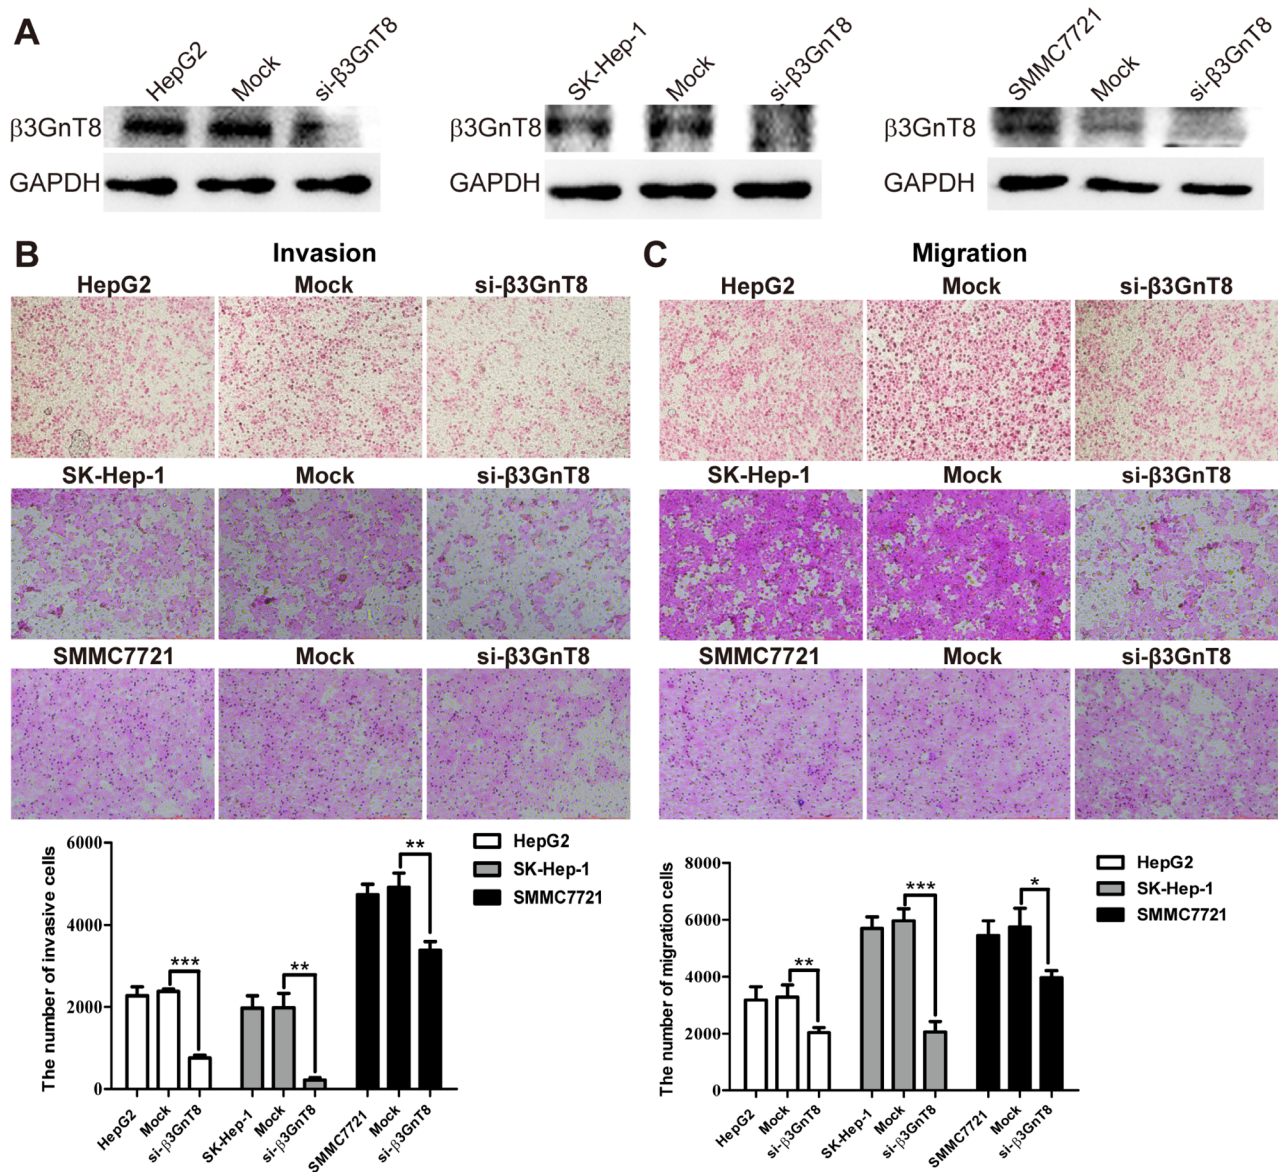 A
HepG2 Mock si-β3GnT8
SK-Hep-1 Mock si-β3GnT8
SMMC7721 Mock si-β3GnT8
β3GnT8 β3GnT8 β3GnT8
GAPDH GAPDH GAPDH
B Invasion
HepG2 Mock si-β3GnT8
SK-Hep-1 Mock si-β3GnT8
SMMC7721 Mock si-β3GnT8
The number of invasive cells
6000
4000
2000
0
*** ** **
HepG2 Mock si-β3GnT8 SK-Hep-1 Mock si-β3GnT8 SMMC7721 Mock si-β3GnT8
HepG2
SK-Hep-1
SMMC7721
C Migration
HepG2 Mock si-β3GnT8
SK-Hep-1 Mock si-β3GnT8
SMMC7721 Mock si-β3GnT8
The number of migration cells
8000
6000
4000
2000
0
** *** *
HepG2 Mock si-β3GnT8 SK-Hep-1 Mock si-β3GnT8 SMMC7721 Mock si-β3GnT8
HepG2
SK-Hep-1
SMMC7721